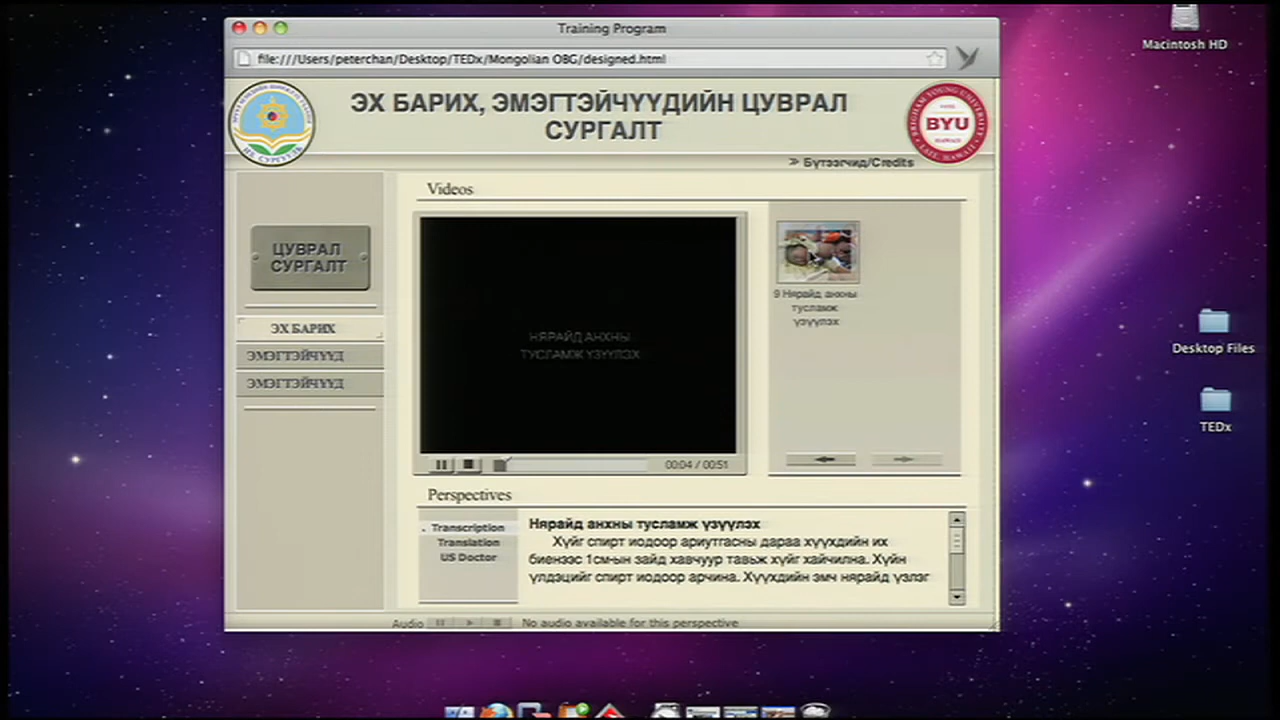 Training Program
file:///Users/peterchan/Desktop/TEDx/Mongolian OBG/designed.html
Macintosh HD
ЭХ БАРИХ, ЭМЭГТЭЙЧҮҮДИЙН ЦУВРАЛ
СУРГАЛТ
BYU
HAWAII
» Бүтээгчид/Credits
Videos
ЦУВРАЛ
СУРГАЛТ
ЭХ БАРИХ
ЭМЭГТЭЙЧҮҮД
ЭМЭГТЭЙЧҮҮД
НЯРАЙД АНХНЫ
ТУСЛАМЖ ҮЗҮҮЛЭХ
9 Нярайд анхны
тусламж
үзүүлэх
00:04 / 00:51
Desktop Files
TEDx
Perspectives
Transcription
Translation
US Doctor
Нярайд анхны тусламж үзүүлэх
Хүйг спирт иодоор ариутгасны дараа хүүхдийн их
биенээс 1см-ын зайд хавчуур тавьж хүйг хайчилна. Хүйн
үлдэцийг спирт иодоор арчина. Хүүхдийн эмч нярайд үзлэг
Audio
No audio available for this perspective